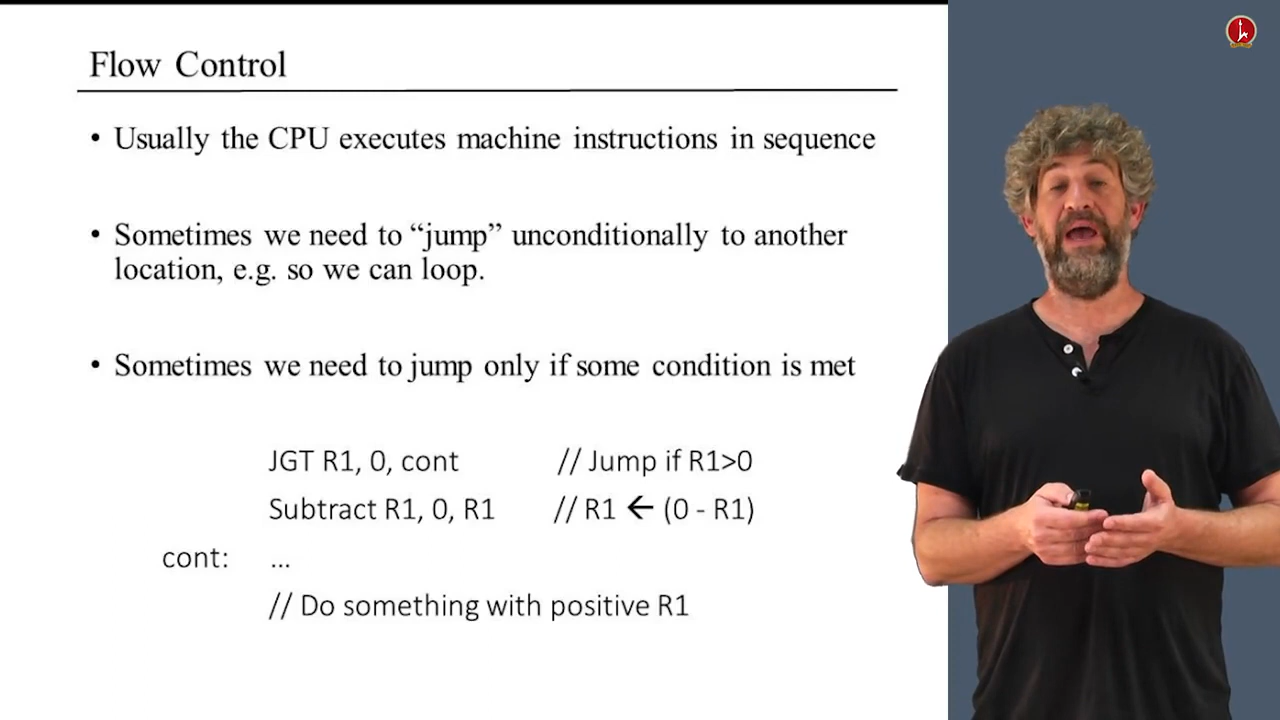 Flow Control
• Usually the CPU executes machine instructions in sequence
• Sometimes we need to “jump” unconditionally to another
location, e.g. so we can loop.
• Sometimes we need to jump only if some condition is met
JGT R1, 0, cont // Jump if R1>0
Subtract R1, 0, R1 // R1 ← (0 - R1)
cont: ...
// Do something with positive R1